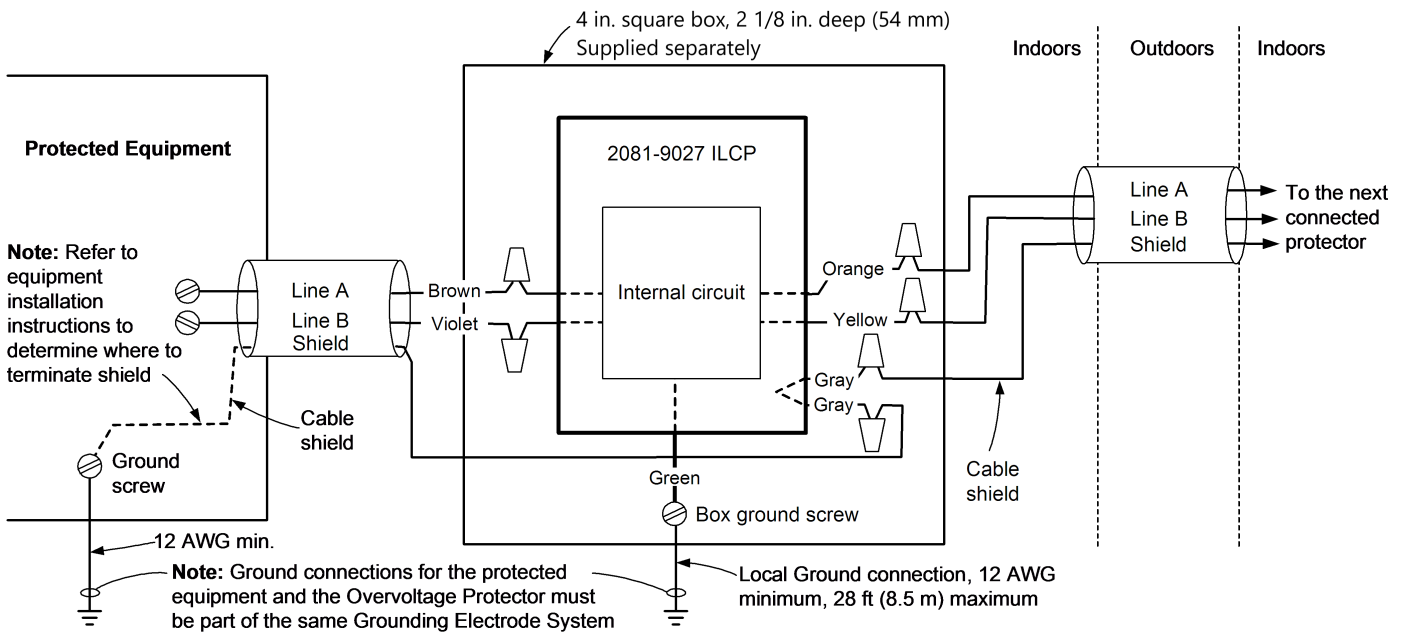 4 in. square box, 2 1/8 in. deep (54 mm)
Supplied separately
Indoors
Outdoors
Indoors
Protected Equipment
2081-9027 ILCP
Line A
Line B
Shield
To the next
connected
protector
Note: Refer to
equipment
installation
instructions to
determine where to
terminate shield
Line A
Line B
Shield
Brown
Violet
Internal circuit
Orange
Yellow
Gray
Gray
Cable
shield
Ground
screw
Cable
shield
Green
Box ground screw
12 AWG min.
Note: Ground connections for the protected
equipment and the Overvoltage Protector must
be part of the same Grounding Electrode System
Local Ground connection, 12 AWG
minimum, 28 ft (8.5 m) maximum